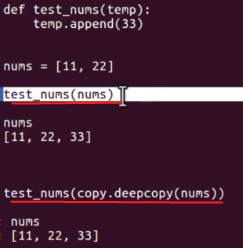 def test_nums(temp):
    temp.append(33)
nums = [11, 22]
test_nums(nums)
nums
[11, 22, 33]
test_nums(copy.deepcopy(nums))
nums
[11, 22, 33]